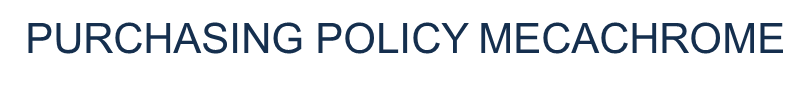 PURCHASING POLICY MECACHROME